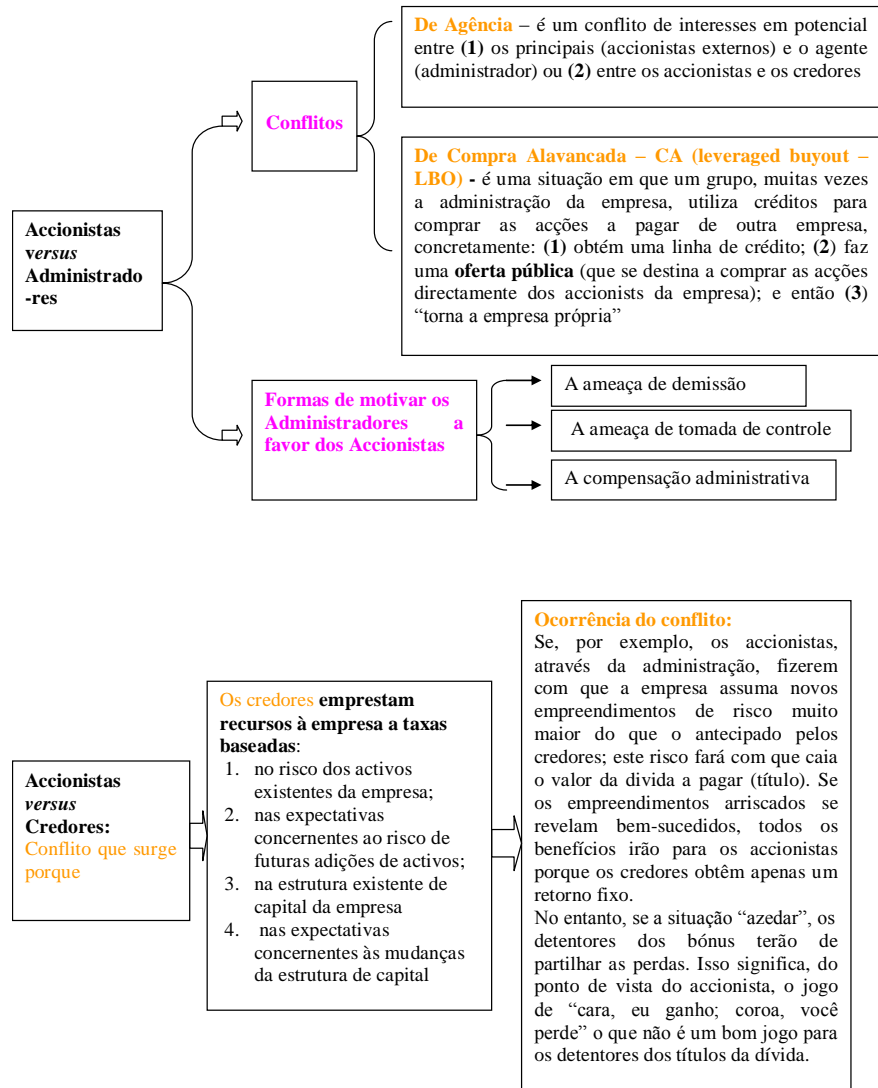 De Agência – é um conflito de interesses em potencial
entre (1) os principais (accionistas externos) e o agente
(administrador) ou (2) entre os accionistas e os credores
Conflitos
De Compra Alavancada – CA (leveraged buyout –
LBO) - é uma situação em que um grupo, muitas vezes
a administração da empresa, utiliza créditos para
comprar as acções a pagar de outra empresa,
concretamente: (1) obtém uma linha de crédito; (2) faz
uma oferta pública (que se destina a comprar as acções
directamente dos accionists da empresa); e então (3)
“torna a empresa própria”
Accionistas
versus
Administrado
-res
Formas de motivar os
Administradores a
favor dos Accionistas
A ameaça de demissão
A ameaça de tomada de controle
A compensação administrativa
Accionistas
versus
Credores:
Conflito que surge
porque
Os credores emprestam
recursos à empresa a taxas
baseadas:
1. no risco dos activos
existentes da empresa;
2. nas expectativas
concernentes ao risco de
futuras adições de activos;
3. na estrutura existente de
capital da empresa
4. nas expectativas
concernentes às mudanças
da estrutura de capital
Ocorrência do conflito:
Se, por exemplo, os accionistas,
através da administração, fizerem
com que a empresa assuma novos
empreendimentos de risco muito
maior do que o antecipado pelos
credores; este risco fará com que caia
o valor da divida a pagar (título). Se
os empreendimentos arriscados se
revelam bem-sucedidos, todos os
benefícios irão para os accionistas
porque os credores obtêm apenas um
retorno fixo.
No entanto, se a situação “azedar”, os
detentores dos bónus terão de
partilhar as perdas. Isso significa, do
ponto de vista do accionista, o jogo
de “cara, eu ganho; coroa, você
perde” o que não é um bom jogo para
os detentores dos títulos da dívida.